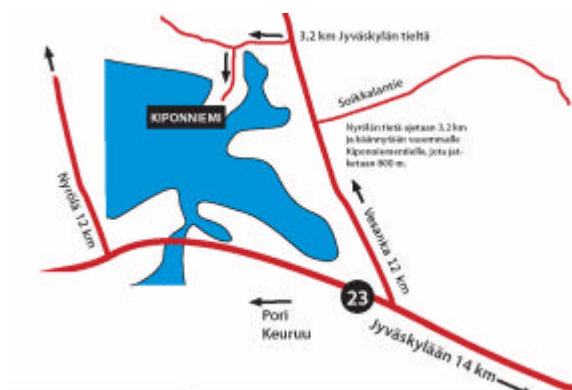 3,2 km Jyväskylän tieltä
Soikkalantie
KIPONNIEMI
Nyrölän tietä ajetaan 3,2 km
ja käännytään vasemmalle
Kiponniementielle, jota jat-
ketaan 800 m.
Nyrölä 12 km
Vesanka 12 km
23
Pori
Keuruu
Jyväskylään 14 km